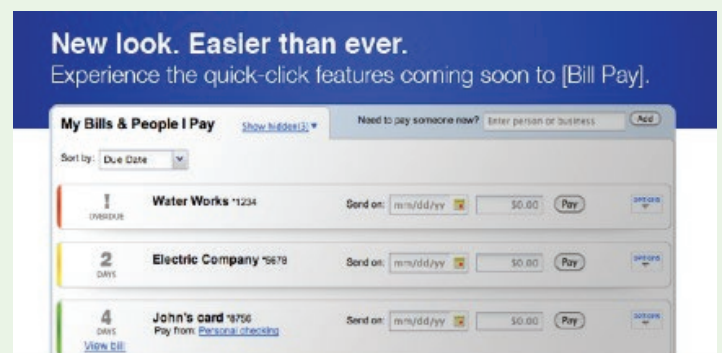 New look. Easier than ever.
Experience the quick-click features coming soon to [Bill Pay].
My Bills & People I Pay Show hidden(3) Need to pay someone new? Enter person or business Add
Sort by: Due Date
! Water Works *1234 Send on: mm/dd/yy $0.00 Pay OPTIONS
OVERDUE
2 Electric Company *5678 Send on: mm/dd/yy $0.00 Pay OPTIONS
DAYS
4 John's card *8756 Send on: mm/dd/yy $0.00 Pay OPTIONS
DAYS Pay from: Personal checking
View bill